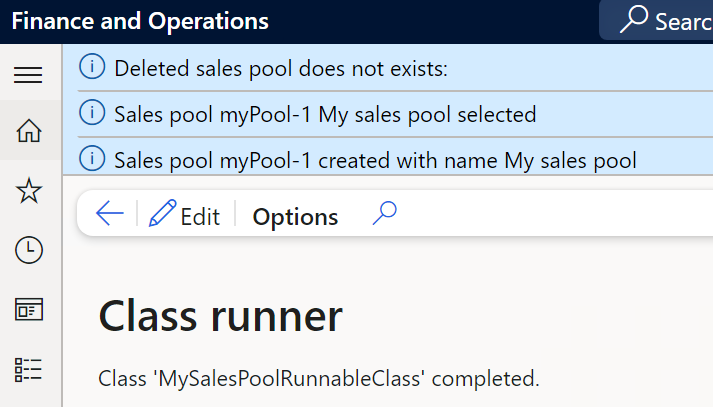 Finance and Operations
Searc
Deleted sales pool does not exists:
Sales pool myPool-1 My sales pool selected
Sales pool myPool-1 created with name My sales pool
Edit
Options
Class runner
Class 'MySalesPoolRunnableClass' completed.